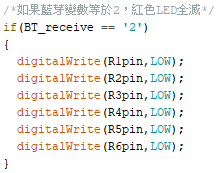 /*如果藍芽變數等於2，紅色LED全滅*/
if(BT_receive == '2')
{
digitalWrite(R1pin,LOW);
digitalWrite(R2pin,LOW);
digitalWrite(R3pin,LOW);
digitalWrite(R4pin,LOW);
digitalWrite(R5pin,LOW);
digitalWrite(R6pin,LOW);
}